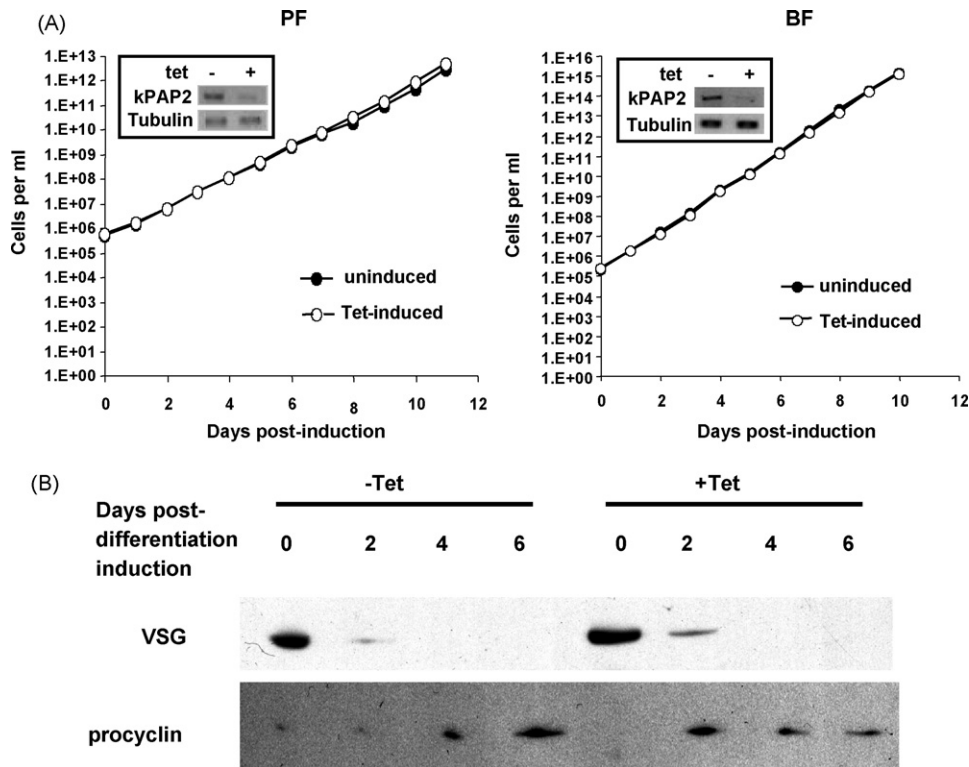 (A)
PF
1.E+13
1.E+12
1.E+11
1.E+10
1.E+09
1.E+08
1.E+07
1.E+06
1.E+05
1.E+04
1.E+03
1.E+02
1.E+01
1.E+00
Cells per ml
tet - +
kPAP2
Tubulin
uninduced
Tet-induced
0 2 4 6 8 10 12
Days post-induction
BF
1.E+16
1.E+15
1.E+14
1.E+13
1.E+12
1.E+11
1.E+10
1.E+09
1.E+08
1.E+07
1.E+06
1.E+05
1.E+04
1.E+03
1.E+02
1.E+01
1.E+00
Cells per ml
tet - +
kPAP2
Tubulin
uninduced
Tet-induced
0 2 4 6 8 10 12
Days post-induction
(B)
-Tet +Tet
Days post-
differentiation
induction
0 2 4 6 0 2 4 6
VSG
procyclin